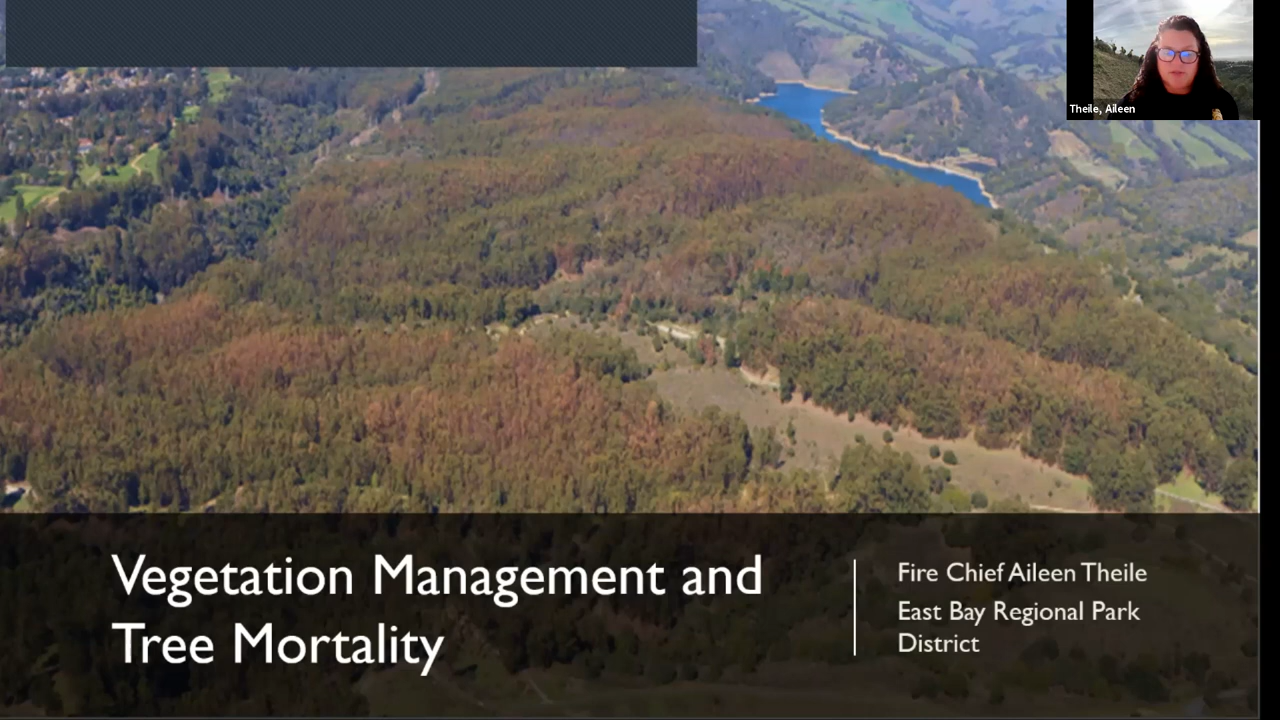 Theile, Aileen
Vegetation Management and
Tree Mortality
Fire Chief Aileen Theile
East Bay Regional Park
District